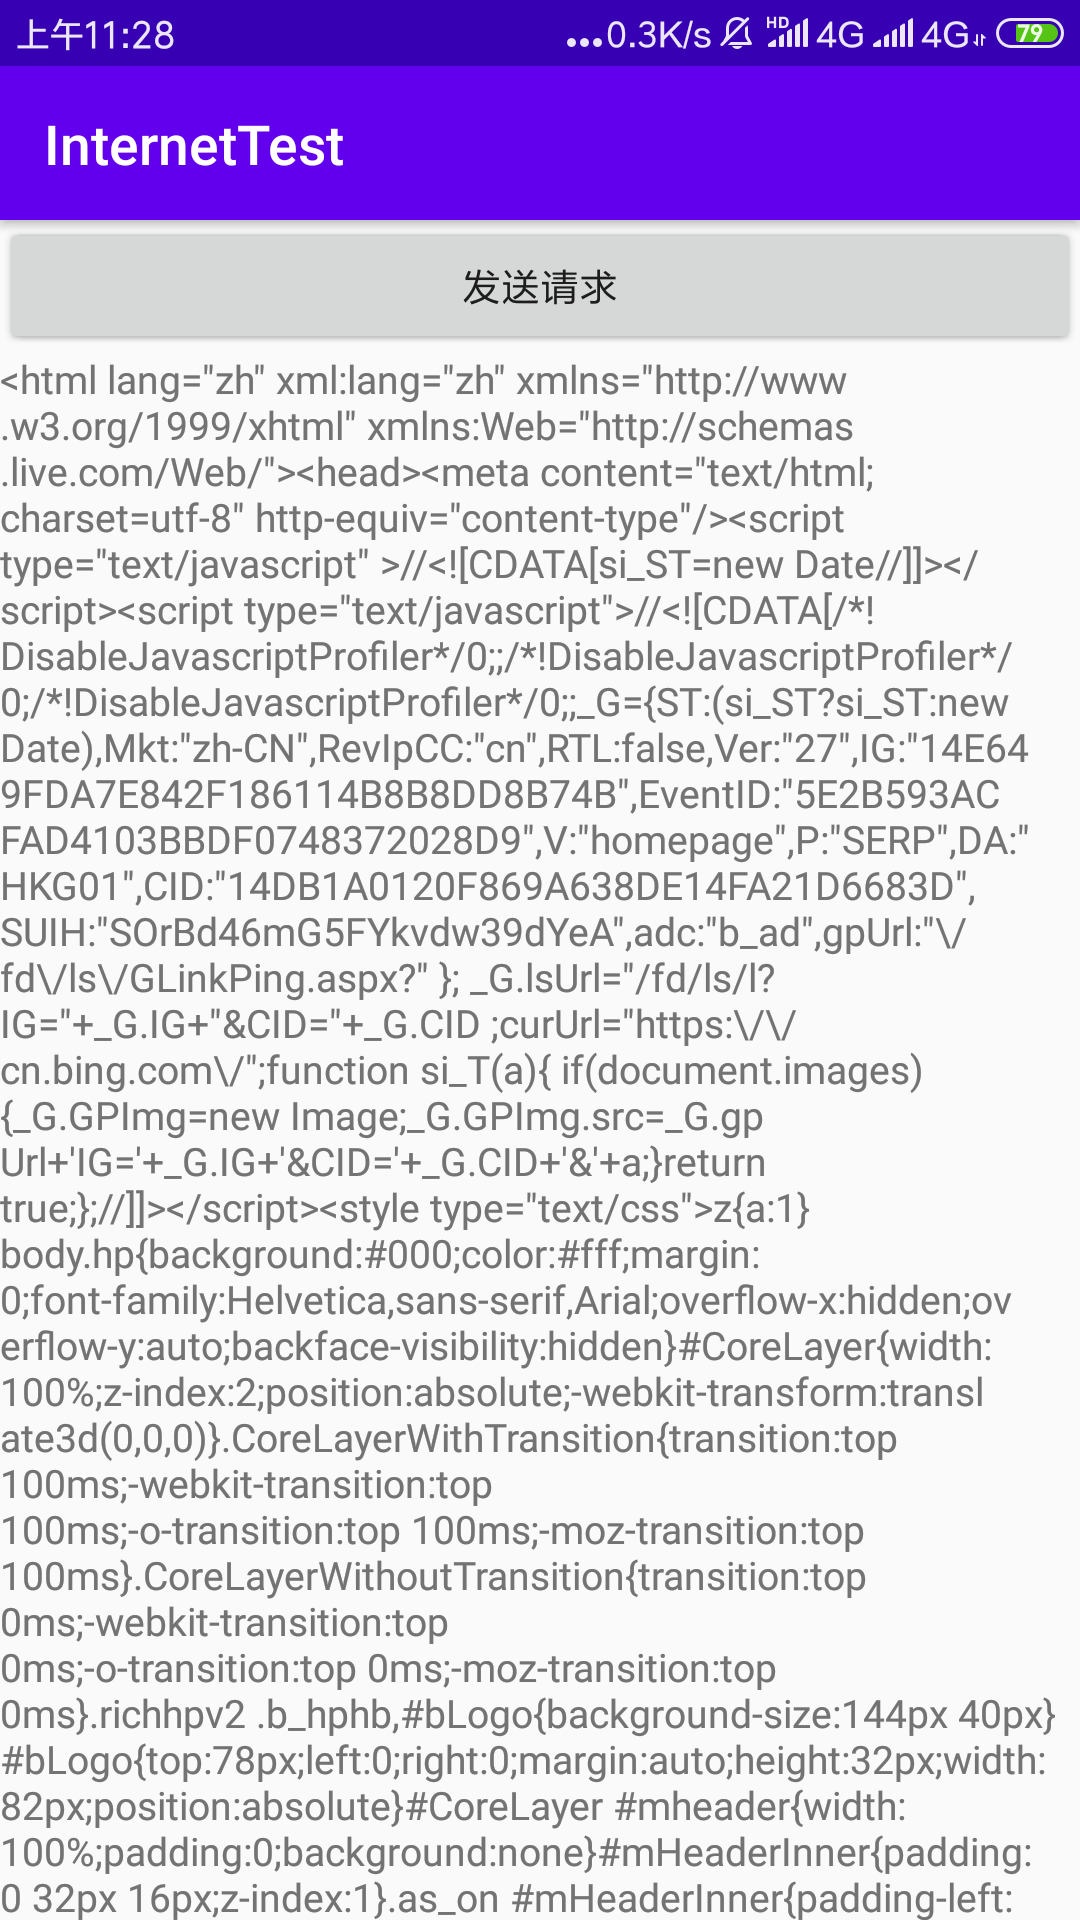 上午11:28
...0.3K/s HD 4G 4G 79
InternetTest
发送请求
<html lang="zh" xml:lang="zh" xmlns="http://www
.w3.org/1999/xhtml" xmlns:Web="http://schemas
.live.com/Web/"><head><meta content="text/html;
charset=utf-8" http-equiv="content-type"/><script
type="text/javascript" >//<![CDATA[si_ST=new Date//]]></
script><script type="text/javascript">//<![CDATA[/*!
DisableJavascriptProfiler*/0;;/*!DisableJavascriptProfiler*/
0;/*!DisableJavascriptProfiler*/0;;_G={ST:(si_ST?si_ST:new
Date),Mkt:"zh-CN",RevIpCC:"cn",RTL:false,Ver:"27",IG:"14E64
9FDA7E842F186114B8B8DD8B74B",EventID:"5E2B593AC
FAD4103BBDF0748372028D9",V:"homepage",P:"SERP",DA:"
HKG01",CID:"14DB1A0120F869A638DE14FA21D6683D",
SUIH:"SOrBd46mG5FYkvdw39dYeA",adc:"b_ad",gpUrl:"\/
fd\/ls\/GLinkPing.aspx?" }; _G.lsUrl="/fd/ls/l?
IG="+_G.IG+"&CID="+_G.CID ;curUrl="https:\/\/
cn.bing.com\/";function si_T(a){ if(document.images)
{_G.GPImg=new Image;_G.GPImg.src=_G.gp
Url+'IG='+_G.IG+'&CID='+_G.CID+'&'+a;}return
true;};//]]></script><style type="text/css">z{a:1}
body.hp{background:#000;color:#fff;margin:
0;font-family:Helvetica,sans-serif,Arial;overflow-x:hidden;ov
erflow-y:auto;backface-visibility:hidden}#CoreLayer{width:
100%;z-index:2;position:absolute;-webkit-transform:transl
ate3d(0,0,0)}.CoreLayerWithTransition{transition:top
100ms;-webkit-transition:top
100ms;-o-transition:top 100ms;-moz-transition:top
100ms}.CoreLayerWithoutTransition{transition:top
0ms;-webkit-transition:top
0ms;-o-transition:top 0ms;-moz-transition:top
0ms}.richhpv2 .b_hphb,#bLogo{background-size:144px 40px}
#bLogo{top:78px;left:0;right:0;margin:auto;height:32px;width:
82px;position:absolute}#CoreLayer #mheader{width:
100%;padding:0;background:none}#mHeaderInner{padding:
0 32px 16px;z-index:1}.as_on #mHeaderInner{padding-left: